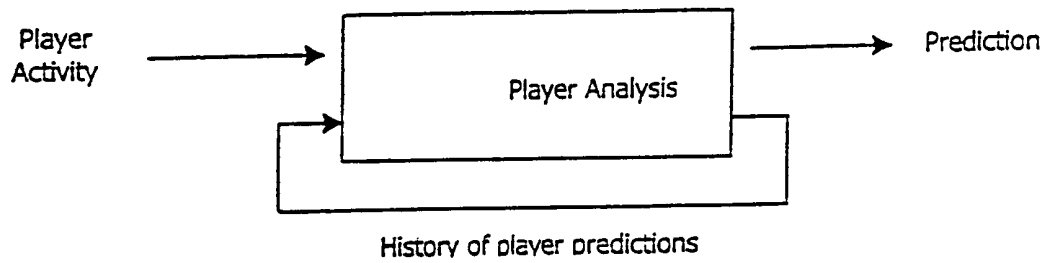 Player
Activity
Prediction
Player Analysis
History of player predictions